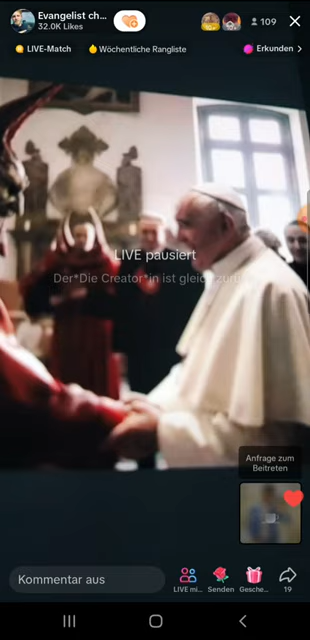 Evangelist ch...
32.0K Likes
109
LIVE-Match
Wöchentliche Rangliste
Erkunden
LIVE pausiert
Der*Die Creator*in ist gleich zurück
Anfrage zum
Beitreten
Kommentar aus
LIVE mi...
Senden
Gesche...
19